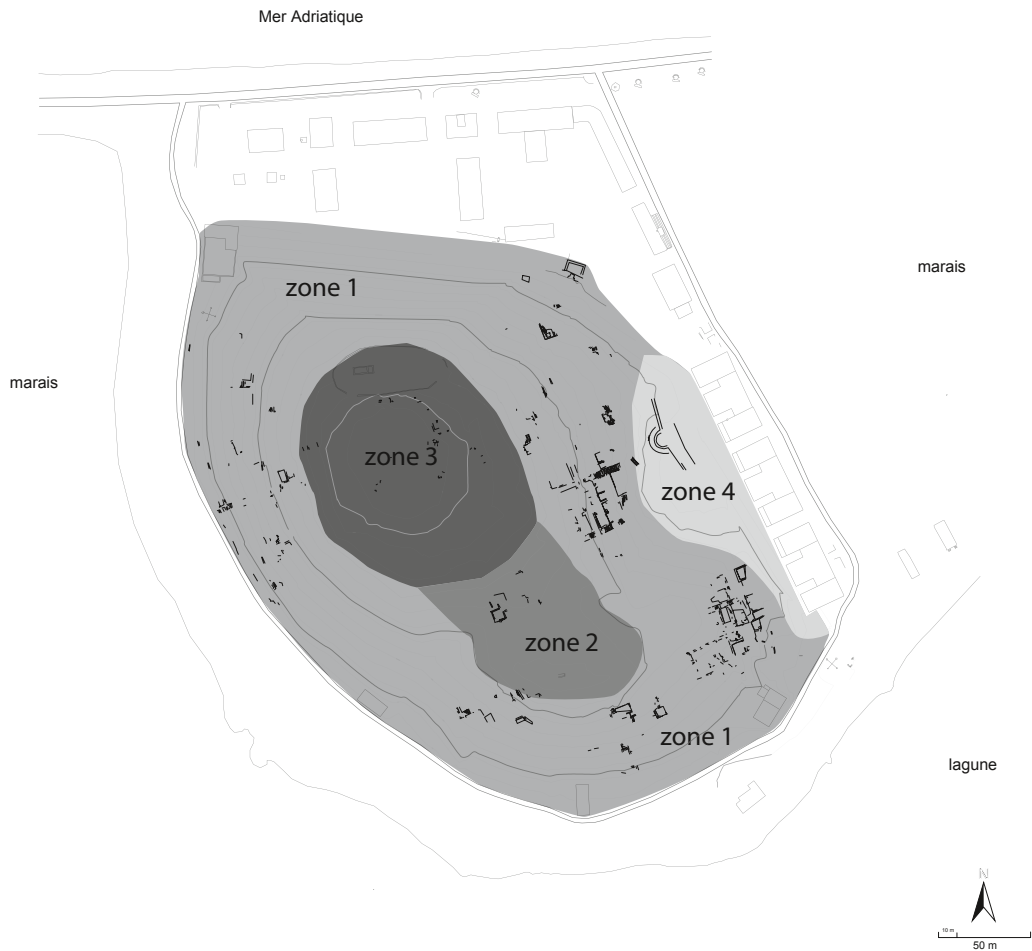 Mer Adriatique
marais
zone 1
marais
zone 3
zone 4
zone 2
zone 1
lagune
N
10 m
50 m